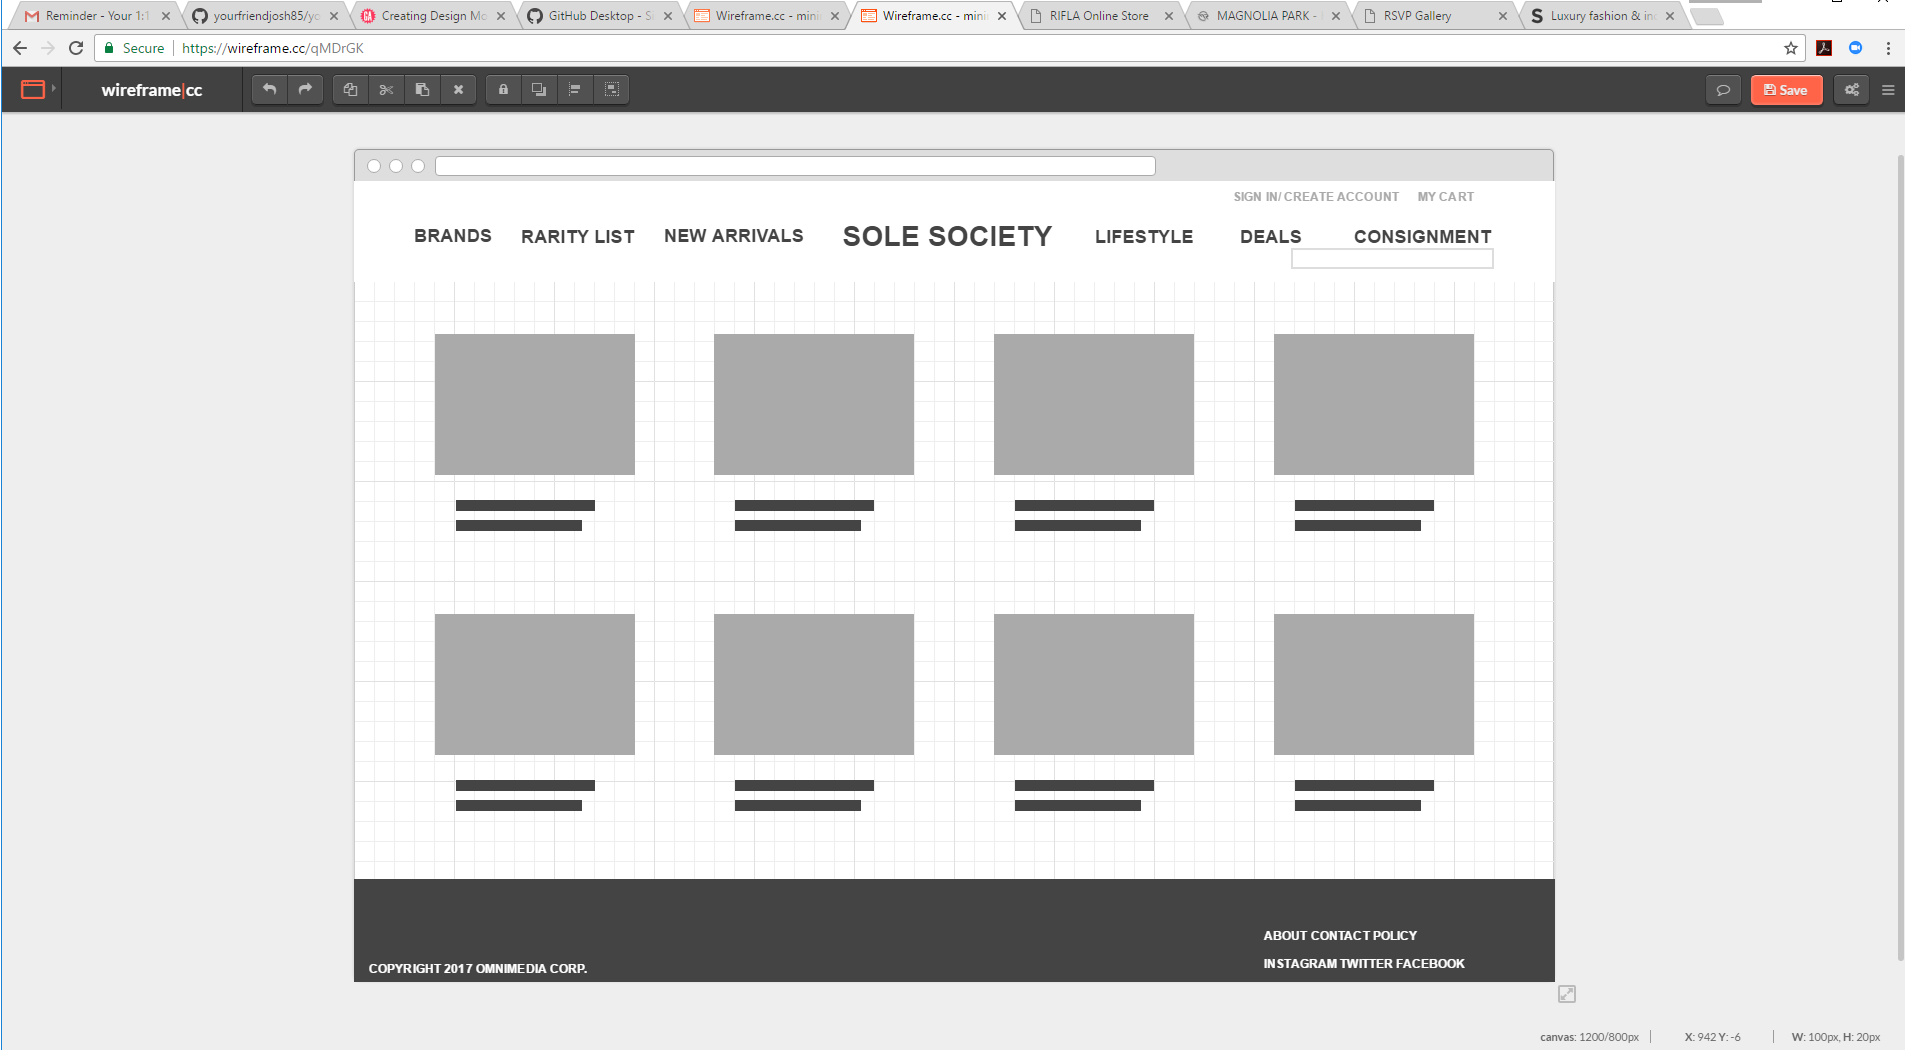 Reminder - Your 1:1
yourfriendjosh85/yo
Creating Design Mo
GitHub Desktop - S
Wireframe.cc - mini
Wireframe.cc - mini
RIFLA Online Store
MAGNOLIA PARK -
RSVP Gallery
Luxury fashion & in
Secure https://wireframe.cc/qMDrGK
wireframe|cc
Save
SIGN IN/ CREATE ACCOUNT MY CART
BRANDS RARITY LIST NEW ARRIVALS SOLE SOCIETY LIFESTYLE DEALS CONSIGNMENT
ABOUT CONTACT POLICY
COPYRIGHT 2017 OMNIMEDIA CORP.
INSTAGRAM TWITTER FACEBOOK
canvas: 1200/800px X: 942 Y: -6 W: 100px, H: 20px